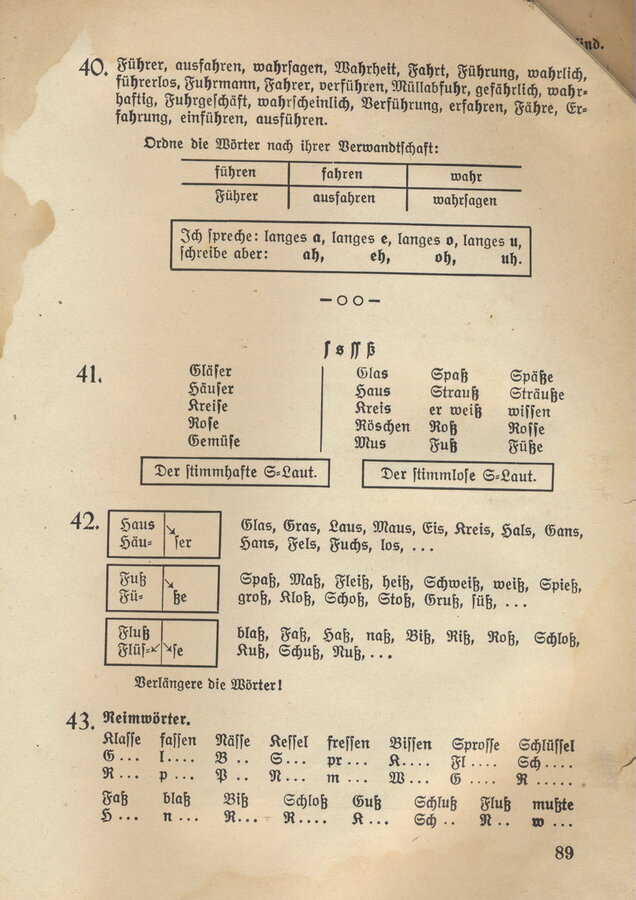 ind.
40. Führer, ausfahren, wahrsagen, Wahrheit, Fahrt, Führung, wahrlich,
führerlos, Fuhrmann, Fahrer, verführen, Müllabfuhr, gefährlich, wahr-
haftig, Fuhrgeschäft, wahrscheinlich, Verführung, erfahren, Fähre, Er-
fahrung, einführen, ausführen.
Ordne die Wörter nach ihrer Verwandtschaft:
führen fahren wahr
Führer ausfahren wahrsagen
Ich spreche: langes a, langes e, langes o, langes u,
schreibe aber: ah, eh, oh, uh.
ſ s ſſ ß
41. Gläser Glas Spaß Späße
Häuser Haus Strauß Sträuße
Kreise Kreis er weiß wissen
Rose Röschen Roß Rosse
Gemüse Mus Fuß Füße
Der stimmhafte S-Laut. Der stimmlose S-Laut.
42. Haus
Häu- ser
Glas, Gras, Laus, Maus, Eis, Kreis, Hals, Gans,
Hans, Fels, Fuchs, los, ...
Fuß
Fü- ße
Spaß, Maß, Fleiß, heiß, Schweiß, weiß, Spieß,
groß, Kloß, Schoß, Stoß, Gruß, süß, ...
Fluß
Flüs- se
blaß, Faß, Haß, naß, Biß, Riß, Roß, Schloß,
Kuß, Schuß, Nuß, ...
Verlängere die Wörter!
43. Reimwörter.
Klasse fassen Nässe Kessel fressen Bissen Sprosse Schlüssel
G ... l .... B .. S ... pr ... K .... Fl .... Sch ....
R ... p ... P .. N ... m ... W ... G .... R .....
Faß blaß Biß Schloß Guß Schluß Fluß mußte
H ... n ... R... R.... K ... Sch .. N .. w ...
89